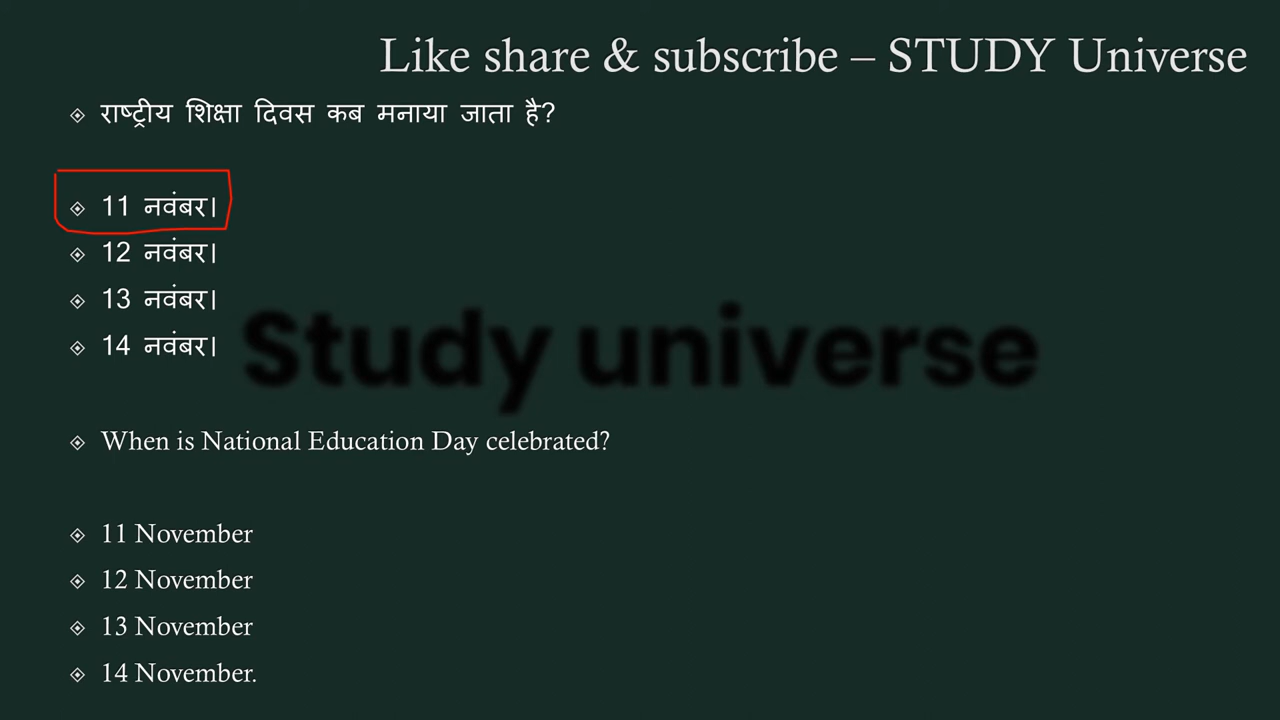 Like share & subscribe – STUDY Universe
राष्ट्रीय शिक्षा दिवस कब मनाया जाता है?
11 नवंबर।
12 नवंबर।
13 नवंबर।
14 नवंबर।
Study universe
When is National Education Day celebrated?
11 November
12 November
13 November
14 November.